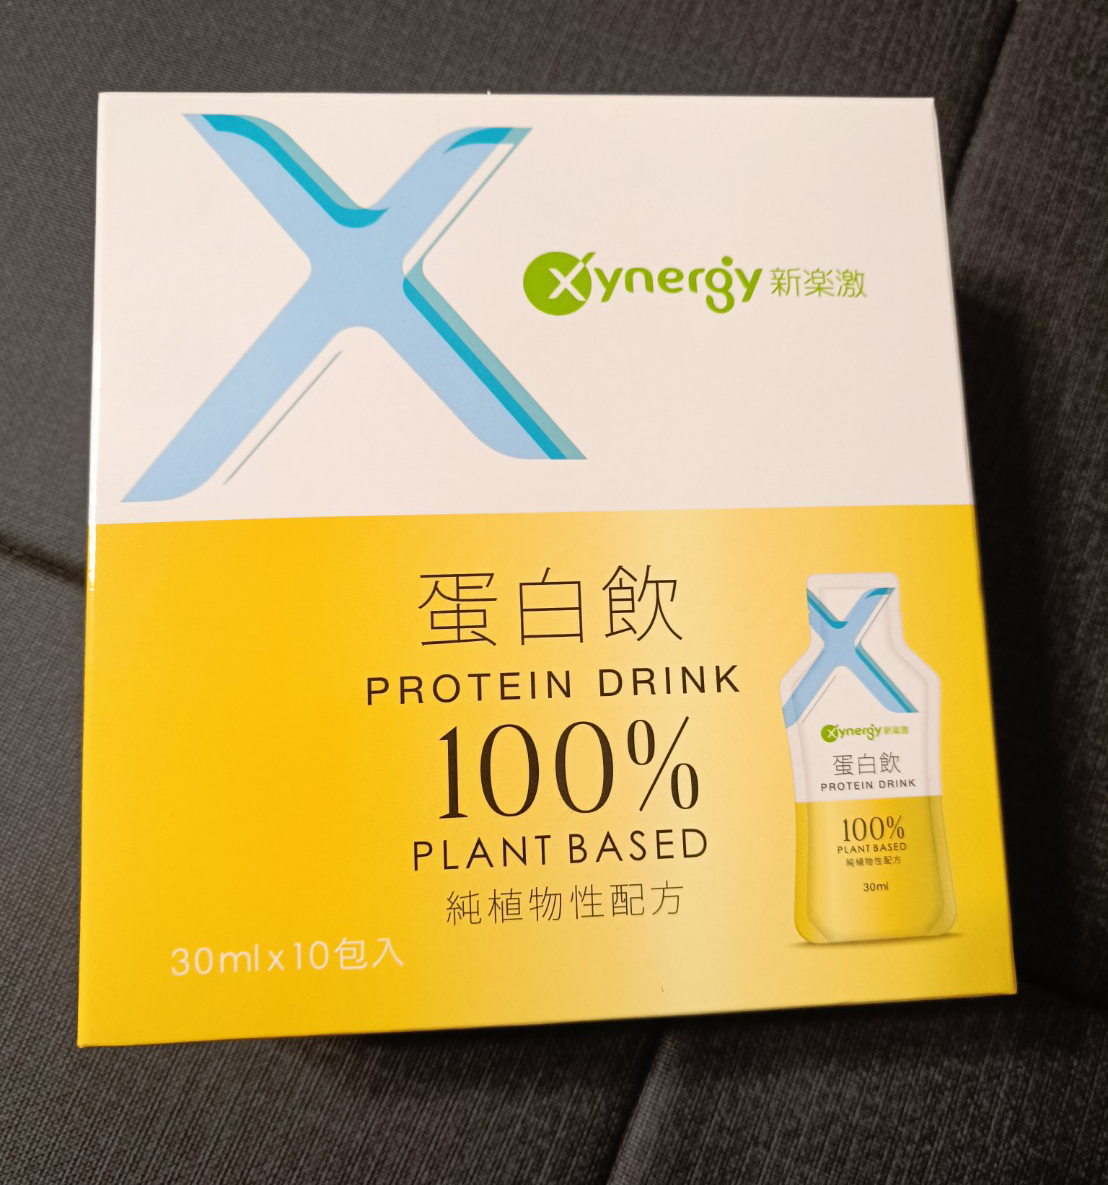 Xynergy 新楽激
蛋白飲
PROTEIN DRINK
100%
PLANT BASED
純植物性配方
30ml x 10包入
Xynergy 新楽激
蛋白飲
PROTEIN DRINK
100%
PLANT BASED
純植物性配方
30ml